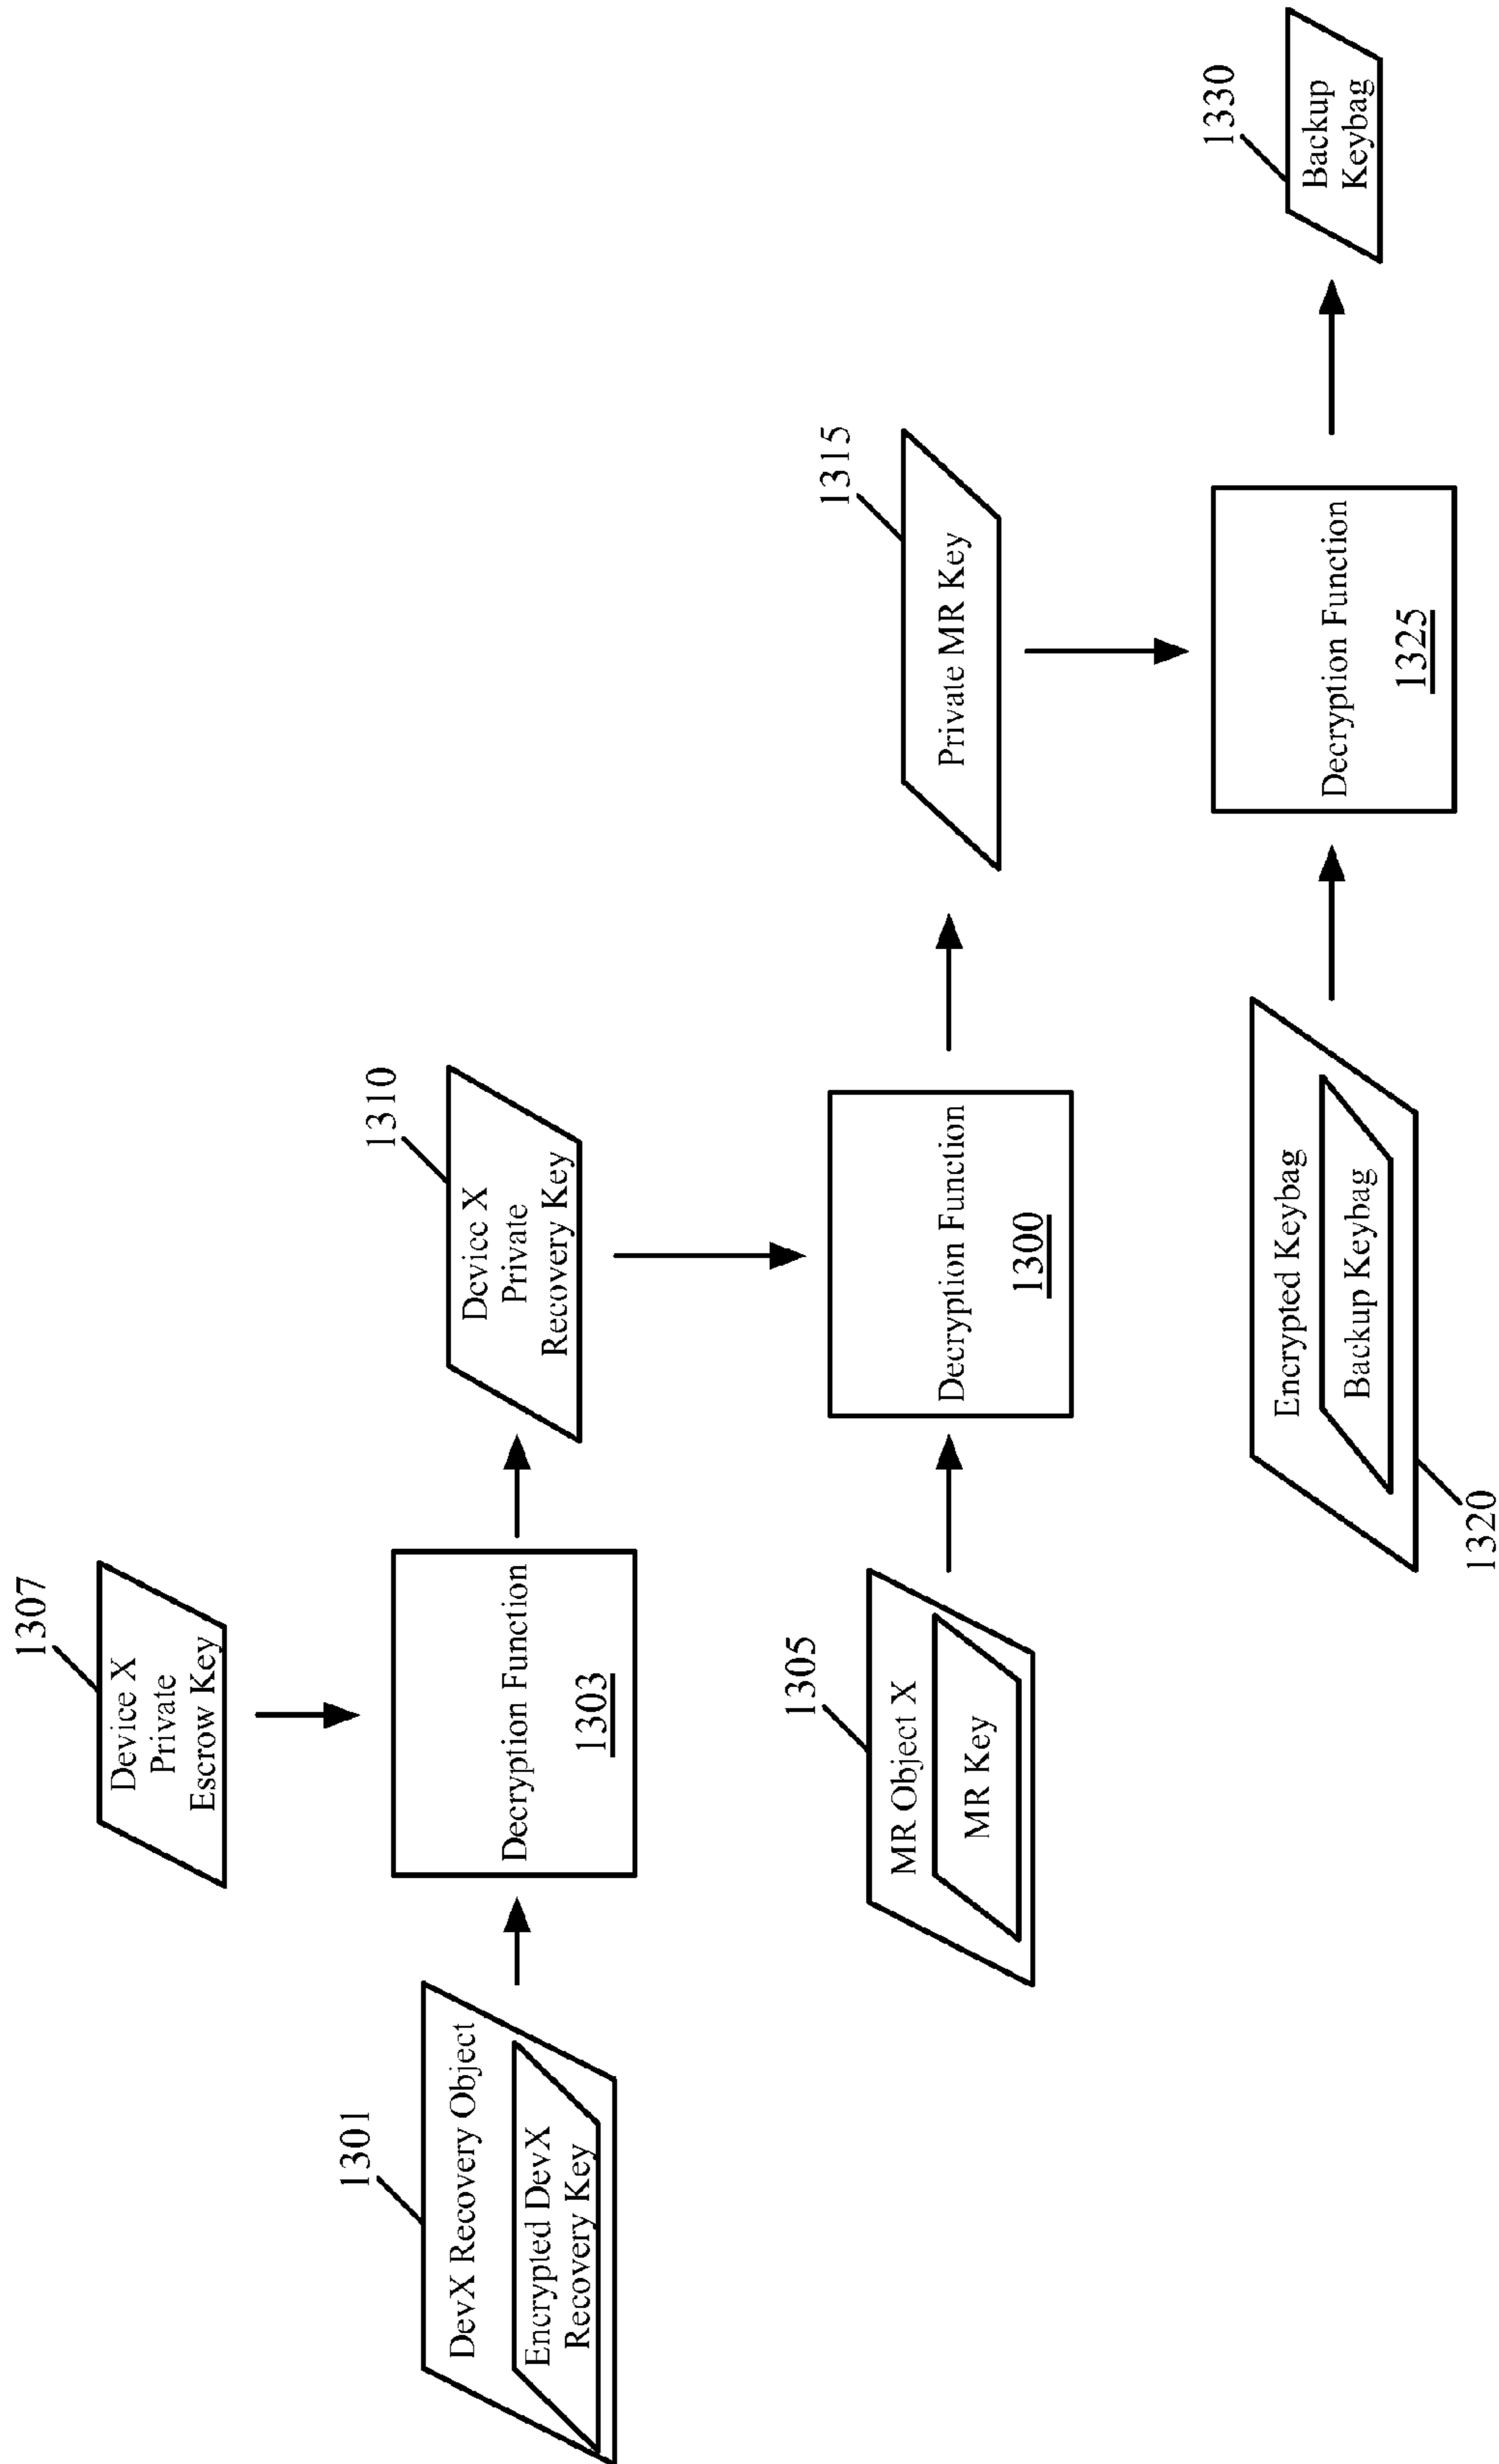 1307
Device X
Private
Escrow Key
1301
DevX Recovery Object
Encrypted DevX
Recovery Key
Decryption Function
1303
1310
Device X
Private
Recovery Key
1305
MR Object X
MR Key
Decryption Function
1300
1315
Private MR Key
Encrypted Keybag
Backup Keybag
1320
Decryption Function
1325
1330
Backup
Keybag